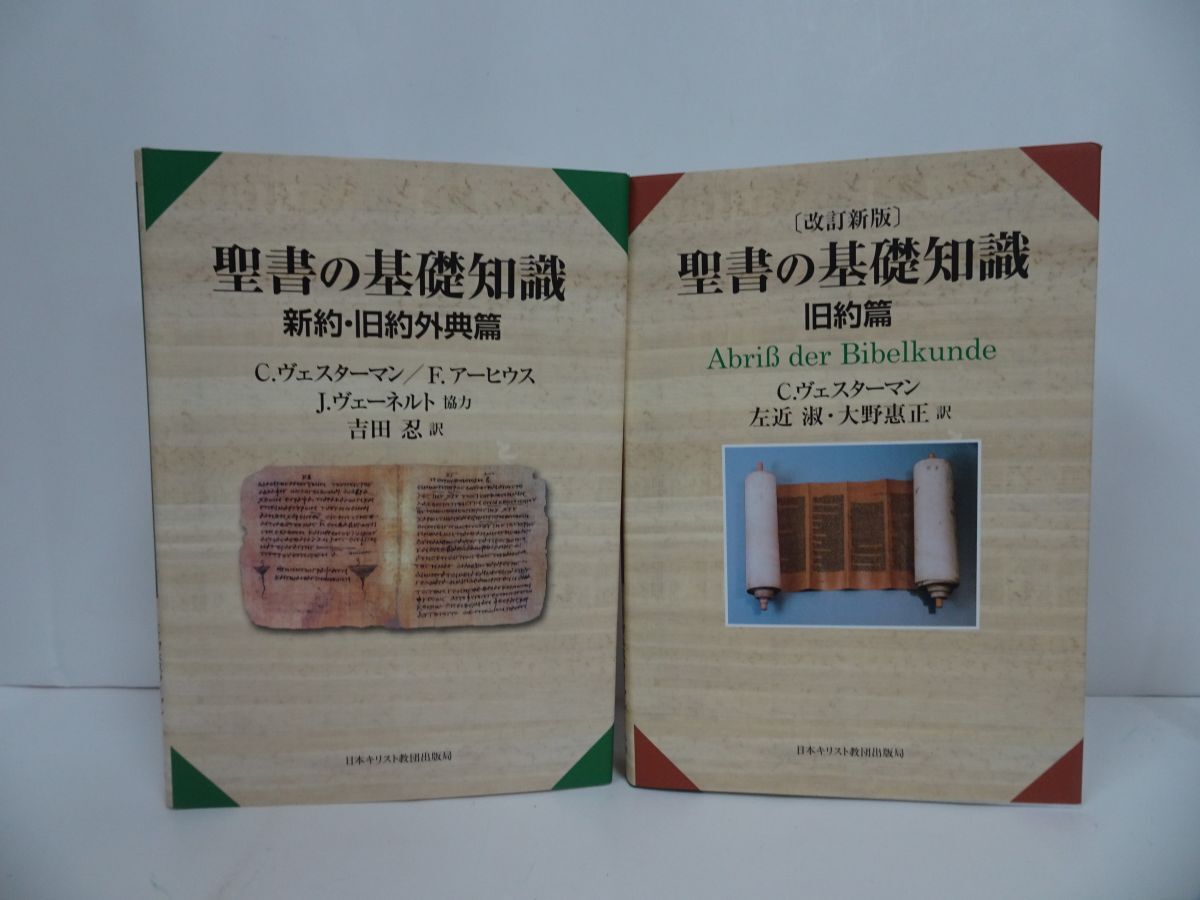 聖書の基礎知識
新約・旧約外典篇
C.ヴェスターマン／F.アーヒウス
J.ヴェーネルト 協力
吉田 忍 訳
日本キリスト教団出版局
〔改訂新版〕
聖書の基礎知識
旧約篇
Abriß der Bibelkunde
C.ヴェスターマン
左近 淑・大野惠正 訳
日本キリスト教団出版局